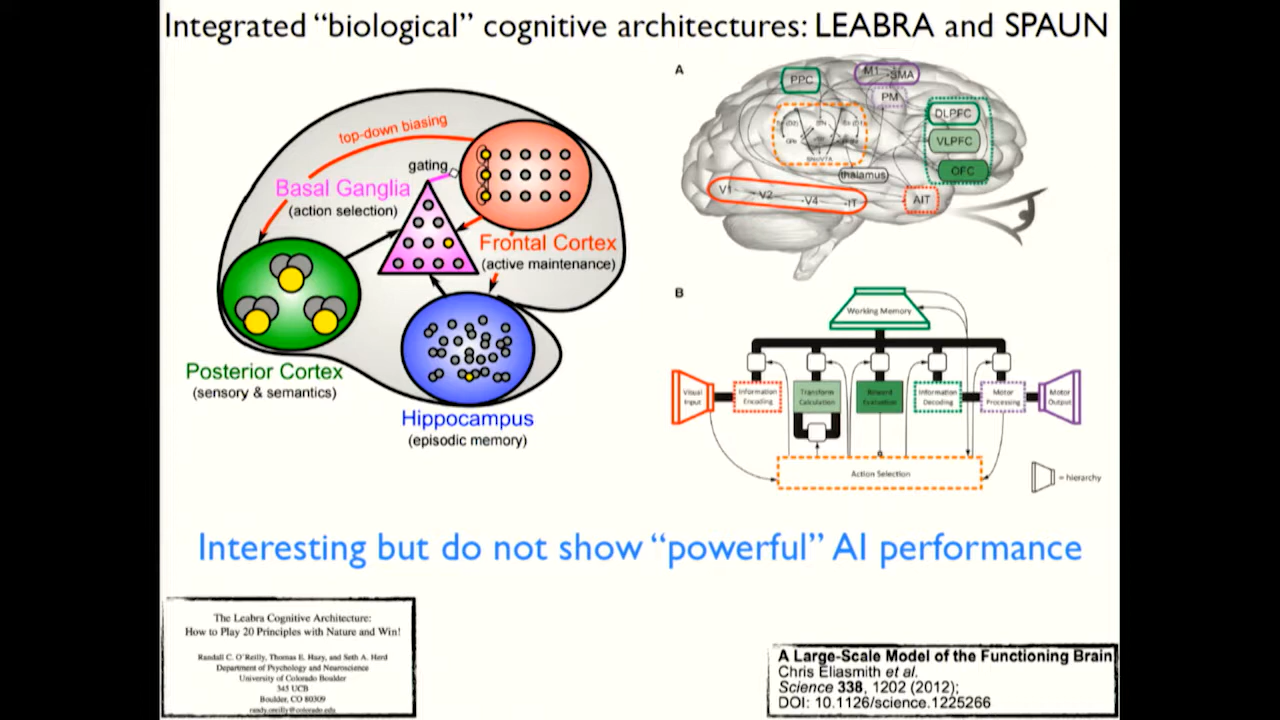 Integrated “biological” cognitive architectures: LEABRA and SPAUN
top-down biasing
gating
Basal Ganglia
(action selection)
Frontal Cortex
(active maintenance)
Posterior Cortex
(sensory & semantics)
Hippocampus
(episodic memory)
A
PPC
M1
SMA
PM
DLPFC
VLPFC
OFC
thalamus
V1
V2
V4
IT
AIT
B
Working Memory
Visual
Input
Information
Encoding
Transform
Calculation
Reward
Evaluation
Information
Decoding
Motor
Processing
Motor
Output
Action Selection
= hierarchy
Interesting but do not show “powerful” AI performance
The Leabra Cognitive Architecture:
How to Play 20 Principles with Nature and Win!
Randall C. O'Reilly, Thomas E. Hazy, and Seth A. Herd
Department of Psychology and Neuroscience
University of Colorado Boulder
345 UCB
Boulder, CO 80309
randy.oreilly@colorado.edu
A Large-Scale Model of the Functioning Brain
Chris Eliasmith et al.
Science 338, 1202 (2012);
DOI: 10.1126/science.1225266